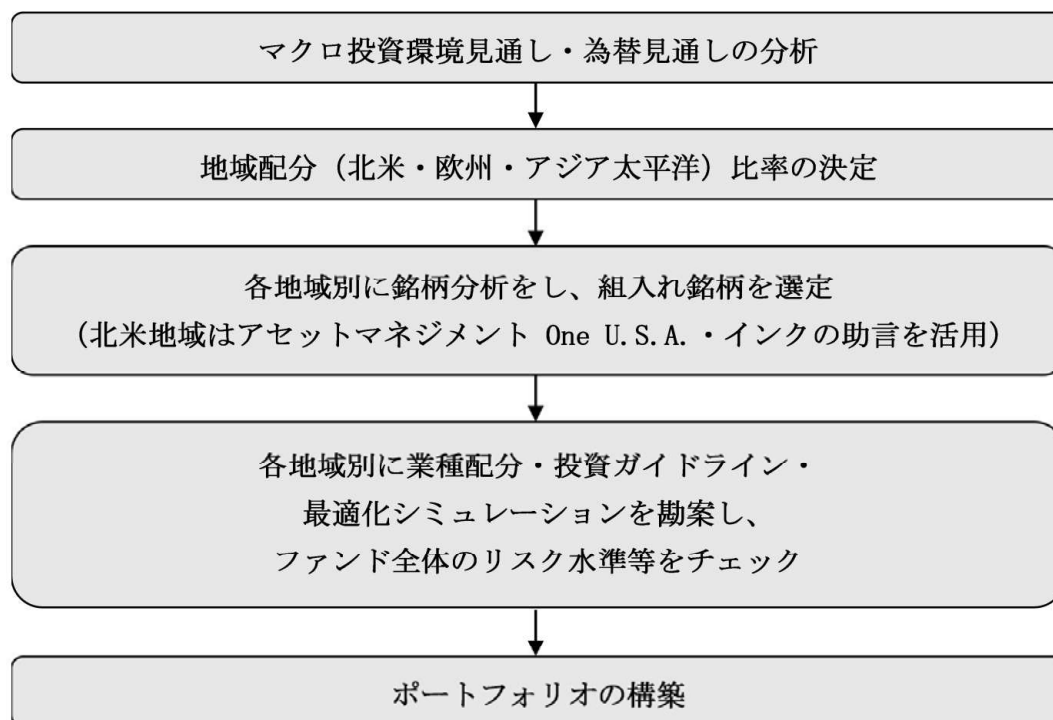 マクロ投資環境見通し・為替見通しの分析
地域配分（北米・欧州・アジア太平洋）比率の決定
各地域別に銘柄分析をし、組入れ銘柄を選定
（北米地域はアセットマネジメント One U.S.A.・インクの助言を活用）
各地域別に業種配分・投資ガイドライン・
最適化シミュレーションを勘案し、
ファンド全体のリスク水準等をチェック
ポートフォリオの構築